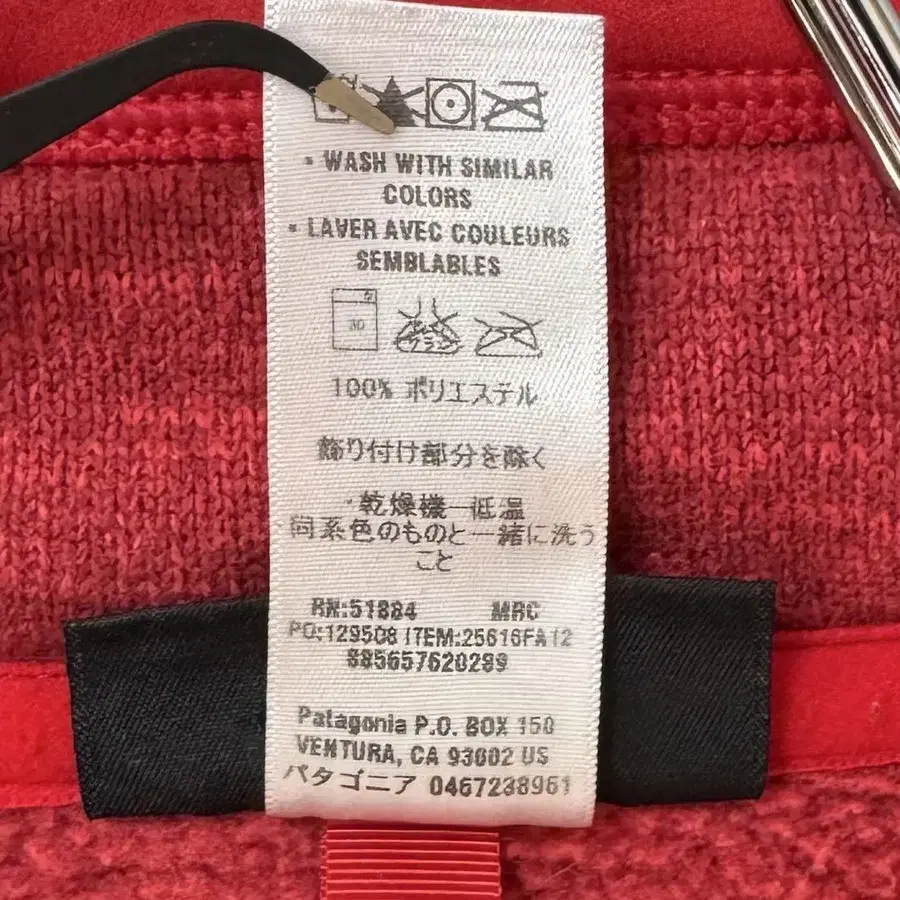 • WASH WITH SIMILAR
COLORS
• LAVER AVEC COULEURS
SEMBLABLES
30
100% ポリエステル
飾り付け部分を除く
・乾燥機一低温
同系色のものと一緒に洗う
こと
RN:51884 MRC
PO:129508 ITEM:25616FA12
885657620289
Patagonia P.O. BOX 150
VENTURA, CA 93002 US
パタゴニア 0467238961